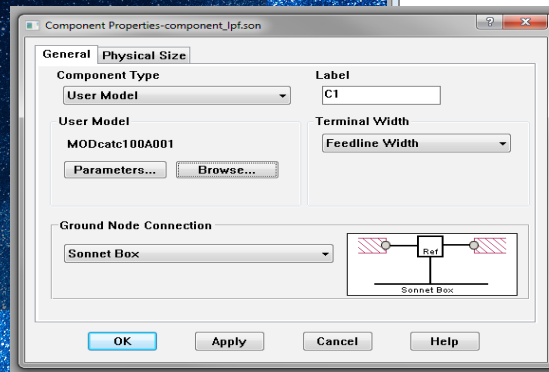 Component Properties-component_lpf.son
General Physical Size
Component Type
User Model
Label
C1
User Model
MODcatc100A001
Parameters... Browse...
Terminal Width
Feedline Width
Ground Node Connection
Sonnet Box
Ref
Sonnet Box
OK Apply Cancel Help